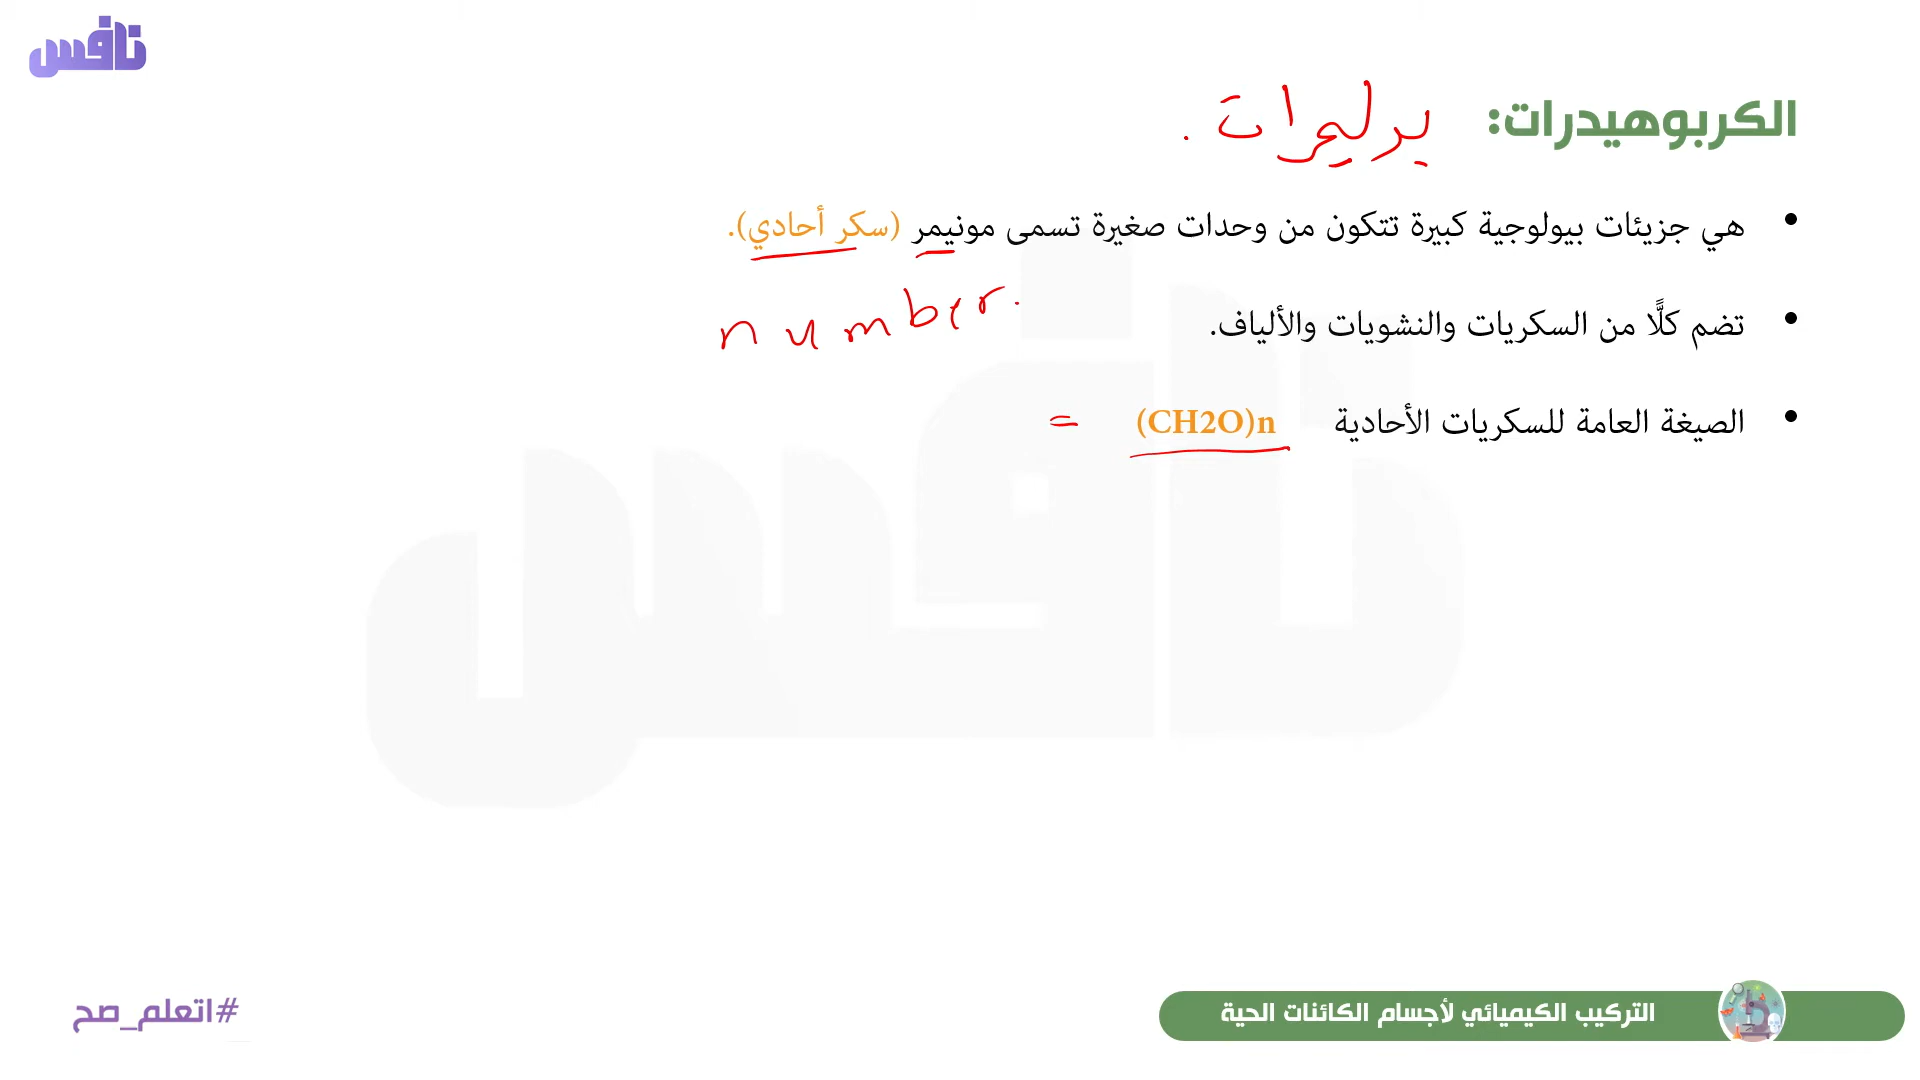 نافس
الكربوهيدرات: بوليمرات .
هي جزيئات بيولوجية كبيرة تتكون من وحدات صغيرة تسمى مونيمر (سكر أحادي).
number.
تضم كلًّا من السكريات والنشويات والألياف.
الصيغة العامة للسكريات الأحادية (CH2O)n =
نافس
#اتعلم_صح
التركيب الكيميائي لأجسام الكائنات الحية